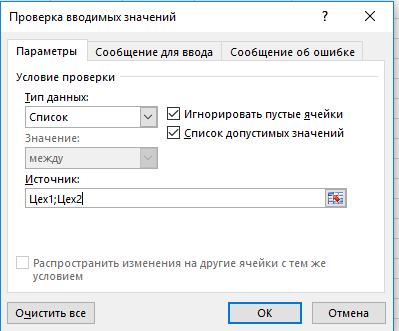 Проверка вводимых значений
? ×
Параметры Сообщение для ввода Сообщение об ошибке
Условие проверки
Тип данных:
Список
Игнорировать пустые ячейки
Значение:
Список допустимых значений
между
Источник:
Цех1;Цех2
Распространить изменения на другие ячейки с тем же
условием
Очистить все ОК Отмена